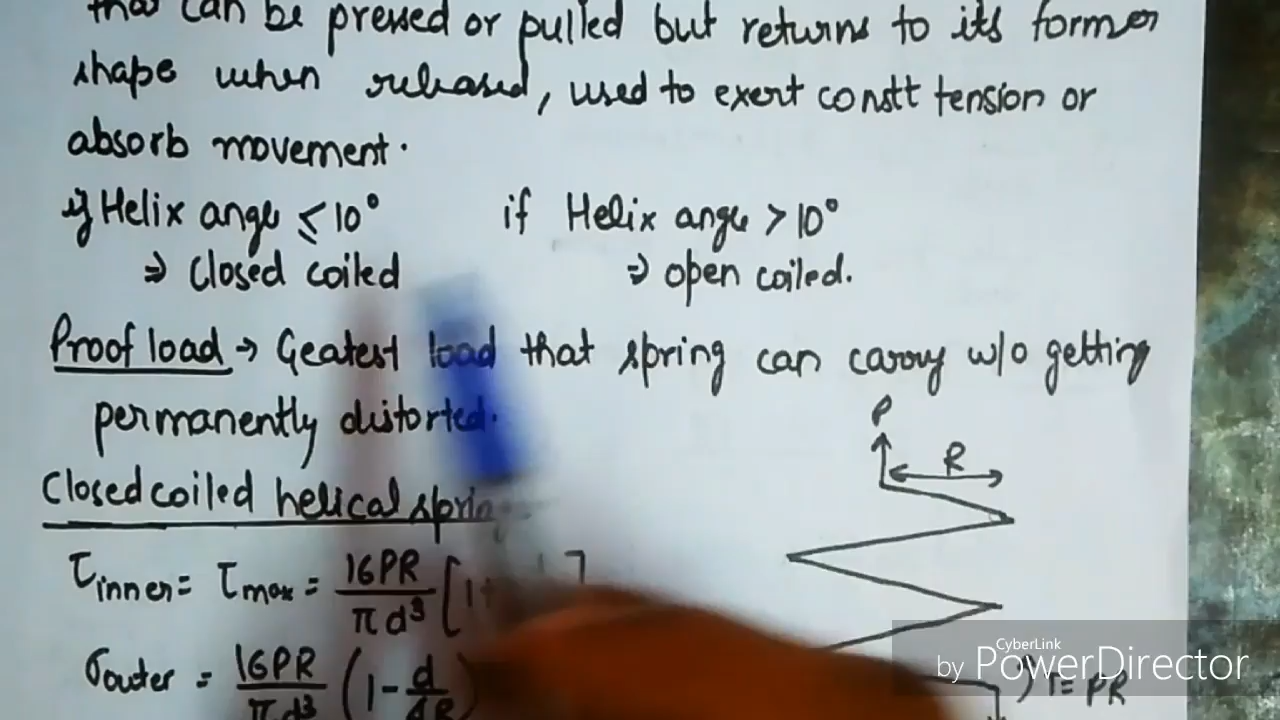 that can be pressed or pulled but returns to its former
shape when released, used to exert constt tension or
absorb movement.
if Helix angle ≤ 10° if Helix angle > 10°
⇒ Closed coiled ⇒ open coiled.
Proof load → Geatest load that spring can carry w/o getting
permanently distorted.
P
R
Closed coiled helical spring
τinner = τmax = 16PR/πd³ [1+
σouter = 16PR/πd³ (1 - d/4R)
T = PR
CyberLink
by PowerDirector